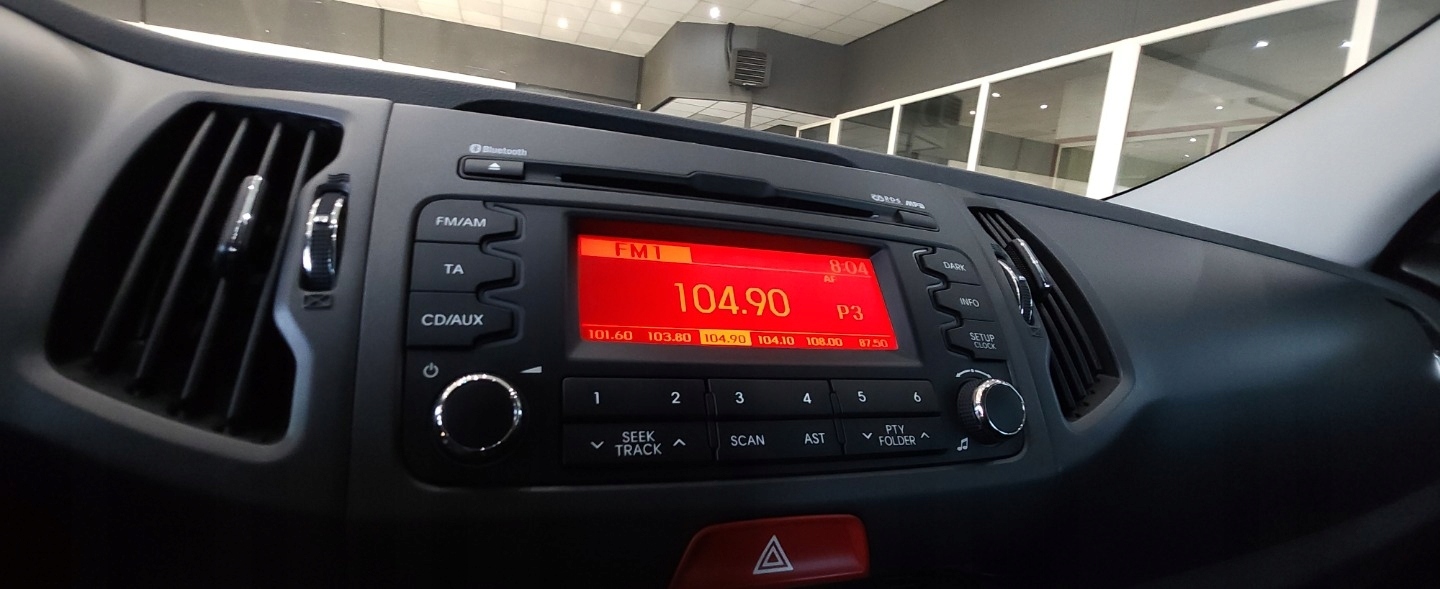 Bluetooth
MP3
FM/AM
TA
CD/AUX
FM1
8:04
AF
104.90
P3
101.60 103.80 104.90 104.10 108.00 87.50
DARK
INFO
SETUP
CLOCK
1 2 3 4 5 6
SEEK
TRACK
SCAN AST
PTY
FOLDER